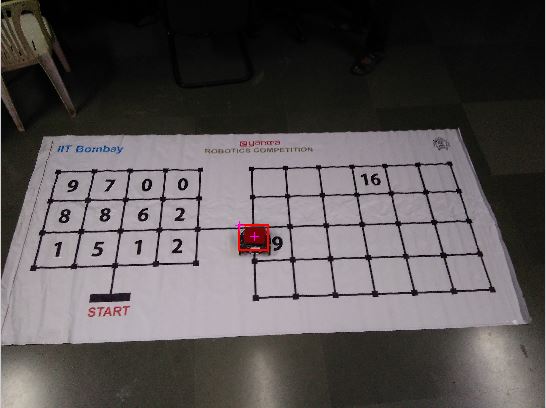 IIT Bombay
e yantra
ROBOTICS COMPETITION
9 7 0 0
16
8 8 6 2
1 5 1 2
9
START